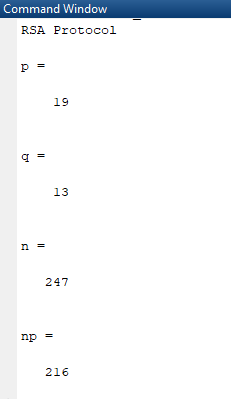 Command Window
RSA Protocol
p =
19
q =
13
n =
247
np =
216